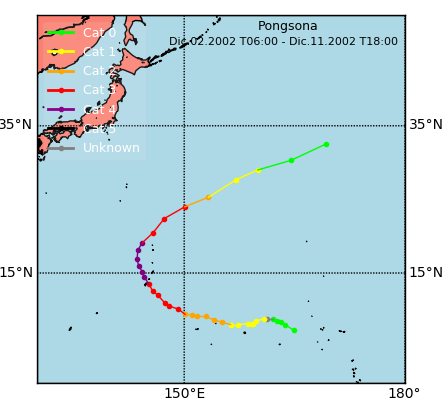 Pongsona
Dic.02.2002 T06:00 - Dic.11.2002 T18:00
Cat 0
Cat 1
Cat 2
Cat 3
Cat 4
Cat 5
Unknown
35°N
35°N
15°N
15°N
150°E
180°